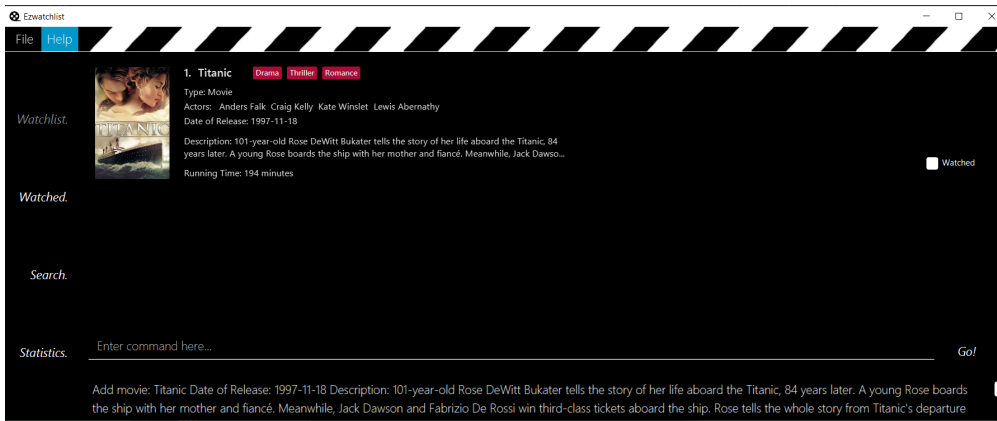 Ezwatchlist
File Help
Watchlist.
Watched.
Search.
Statistics.
TITANIC
1. Titanic Drama Thriller Romance
Type: Movie
Actors: Anders Falk Craig Kelly Kate Winslet Lewis Abernathy
Date of Release: 1997-11-18
Description: 101-year-old Rose DeWitt Bukater tells the story of her life aboard the Titanic, 84
years later. A young Rose boards the ship with her mother and fiancé. Meanwhile, Jack Dawso...
Running Time: 194 minutes
Watched
Enter command here...
Go!
Add movie: Titanic Date of Release: 1997-11-18 Description: 101-year-old Rose DeWitt Bukater tells the story of her life aboard the Titanic, 84 years later. A young Rose boards
the ship with her mother and fiancé. Meanwhile, Jack Dawson and Fabrizio De Rossi win third-class tickets aboard the ship. Rose tells the whole story from Titanic's departure